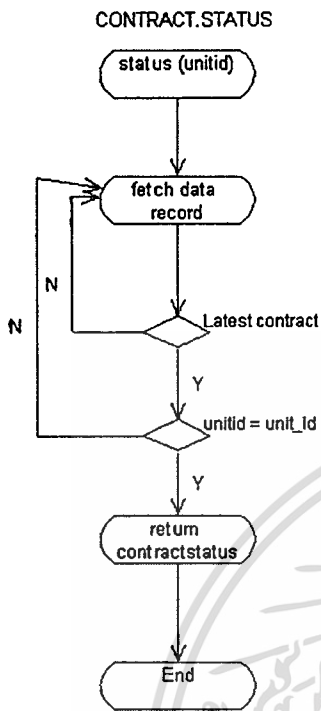 CONTRACT.STATUS
status (unitid)
fetch data
record
N
N
Latest contract
Y
unitid = unit_Id
Y
return
contractstatus
End